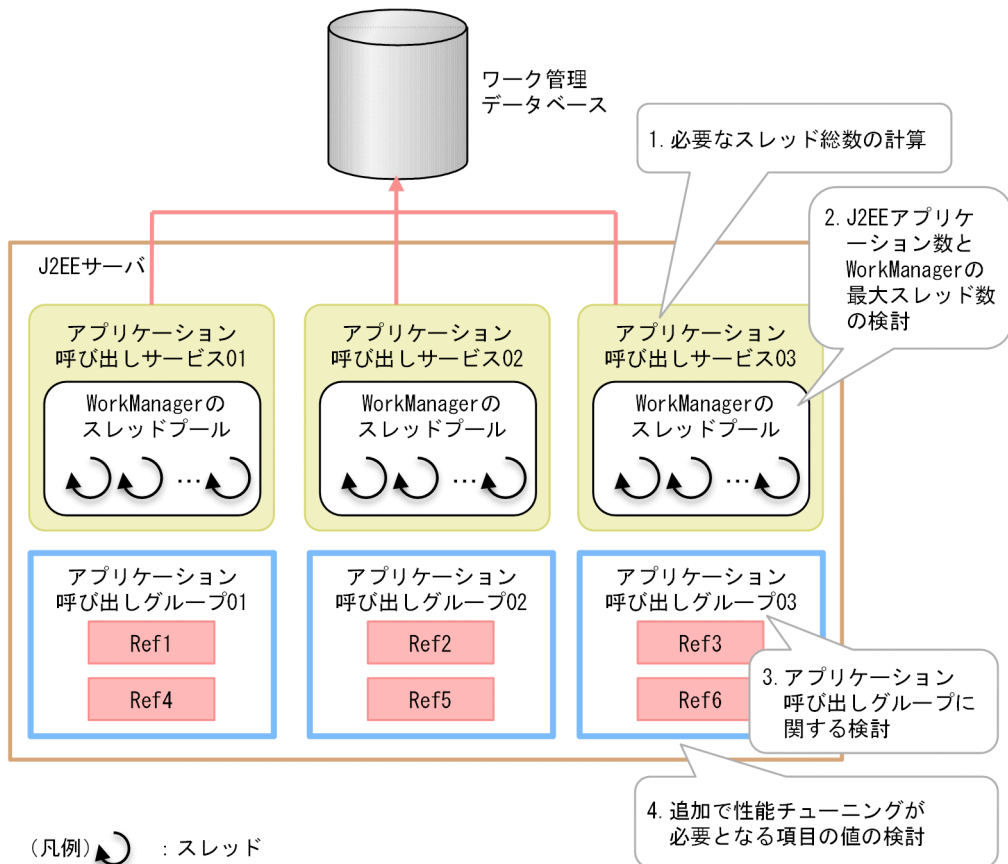 ワーク管理
データベース
1. 必要なスレッド総数の計算
2. J2EEアプリケ
ーション数と
WorkManagerの
最大スレッド数
の検討
J2EEサーバ
アプリケーション
呼び出しサービス01
WorkManagerの
スレッドプール
...
アプリケーション
呼び出しサービス02
WorkManagerの
スレッドプール
...
アプリケーション
呼び出しサービス03
WorkManagerの
スレッドプール
...
アプリケーション
呼び出しグループ01
Ref1
Ref4
アプリケーション
呼び出しグループ02
Ref2
Ref5
アプリケーション
呼び出しグループ03
Ref3
Ref6
3. アプリケーション
呼び出しグループに
関する検討
4. 追加で性能チューニングが
必要となる項目の値の検討
(凡例) : スレッド